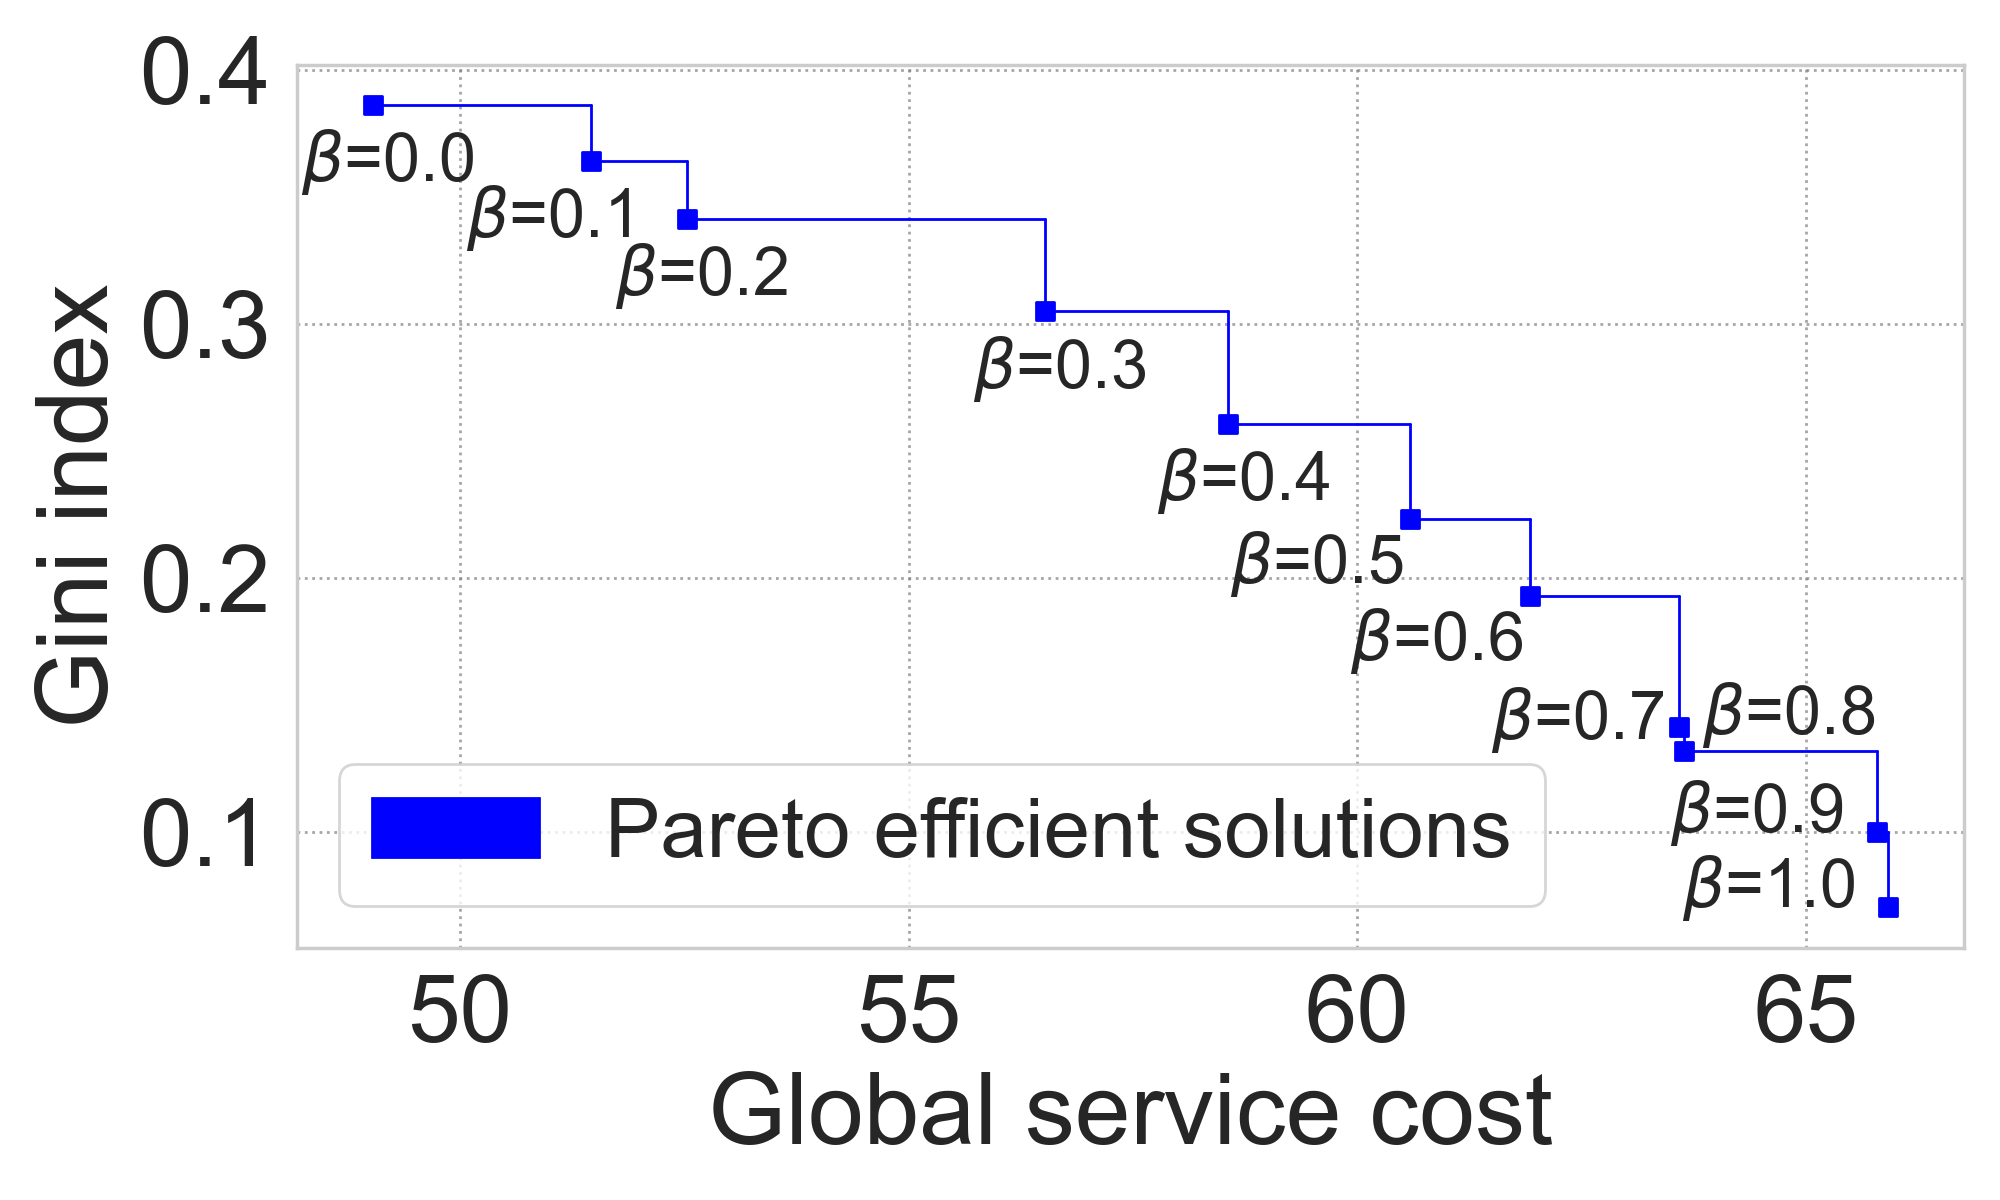 0.4
0.3
0.2
0.1
Gini index
β=0.0
β=0.1
β=0.2
β=0.3
β=0.4
β=0.5
β=0.6
β=0.7
β=0.8
β=0.9
β=1.0
Pareto efficient solutions
50
55
60
65
Global service cost